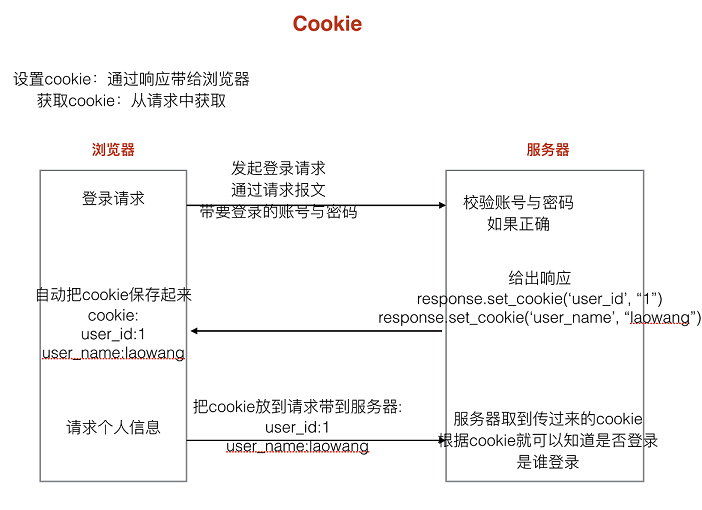 Cookie
设置cookie：通过响应带给浏览器
获取cookie：从请求中获取
浏览器
服务器
登录请求
发起登录请求
通过请求报文
带要登录的账号与密码
校验账号与密码
如果正确
给出响应
response.set_cookie(‘user_id’, “1”)
response.set_cookie(‘user_name’, “laowang”)
自动把cookie保存起来
cookie:
user_id:1
user_name:laowang
请求个人信息
把cookie放到请求带到服务器:
user_id:1
user_name:laowang
服务器取到传过来的cookie
根据cookie就可以知道是否登录
是谁登录